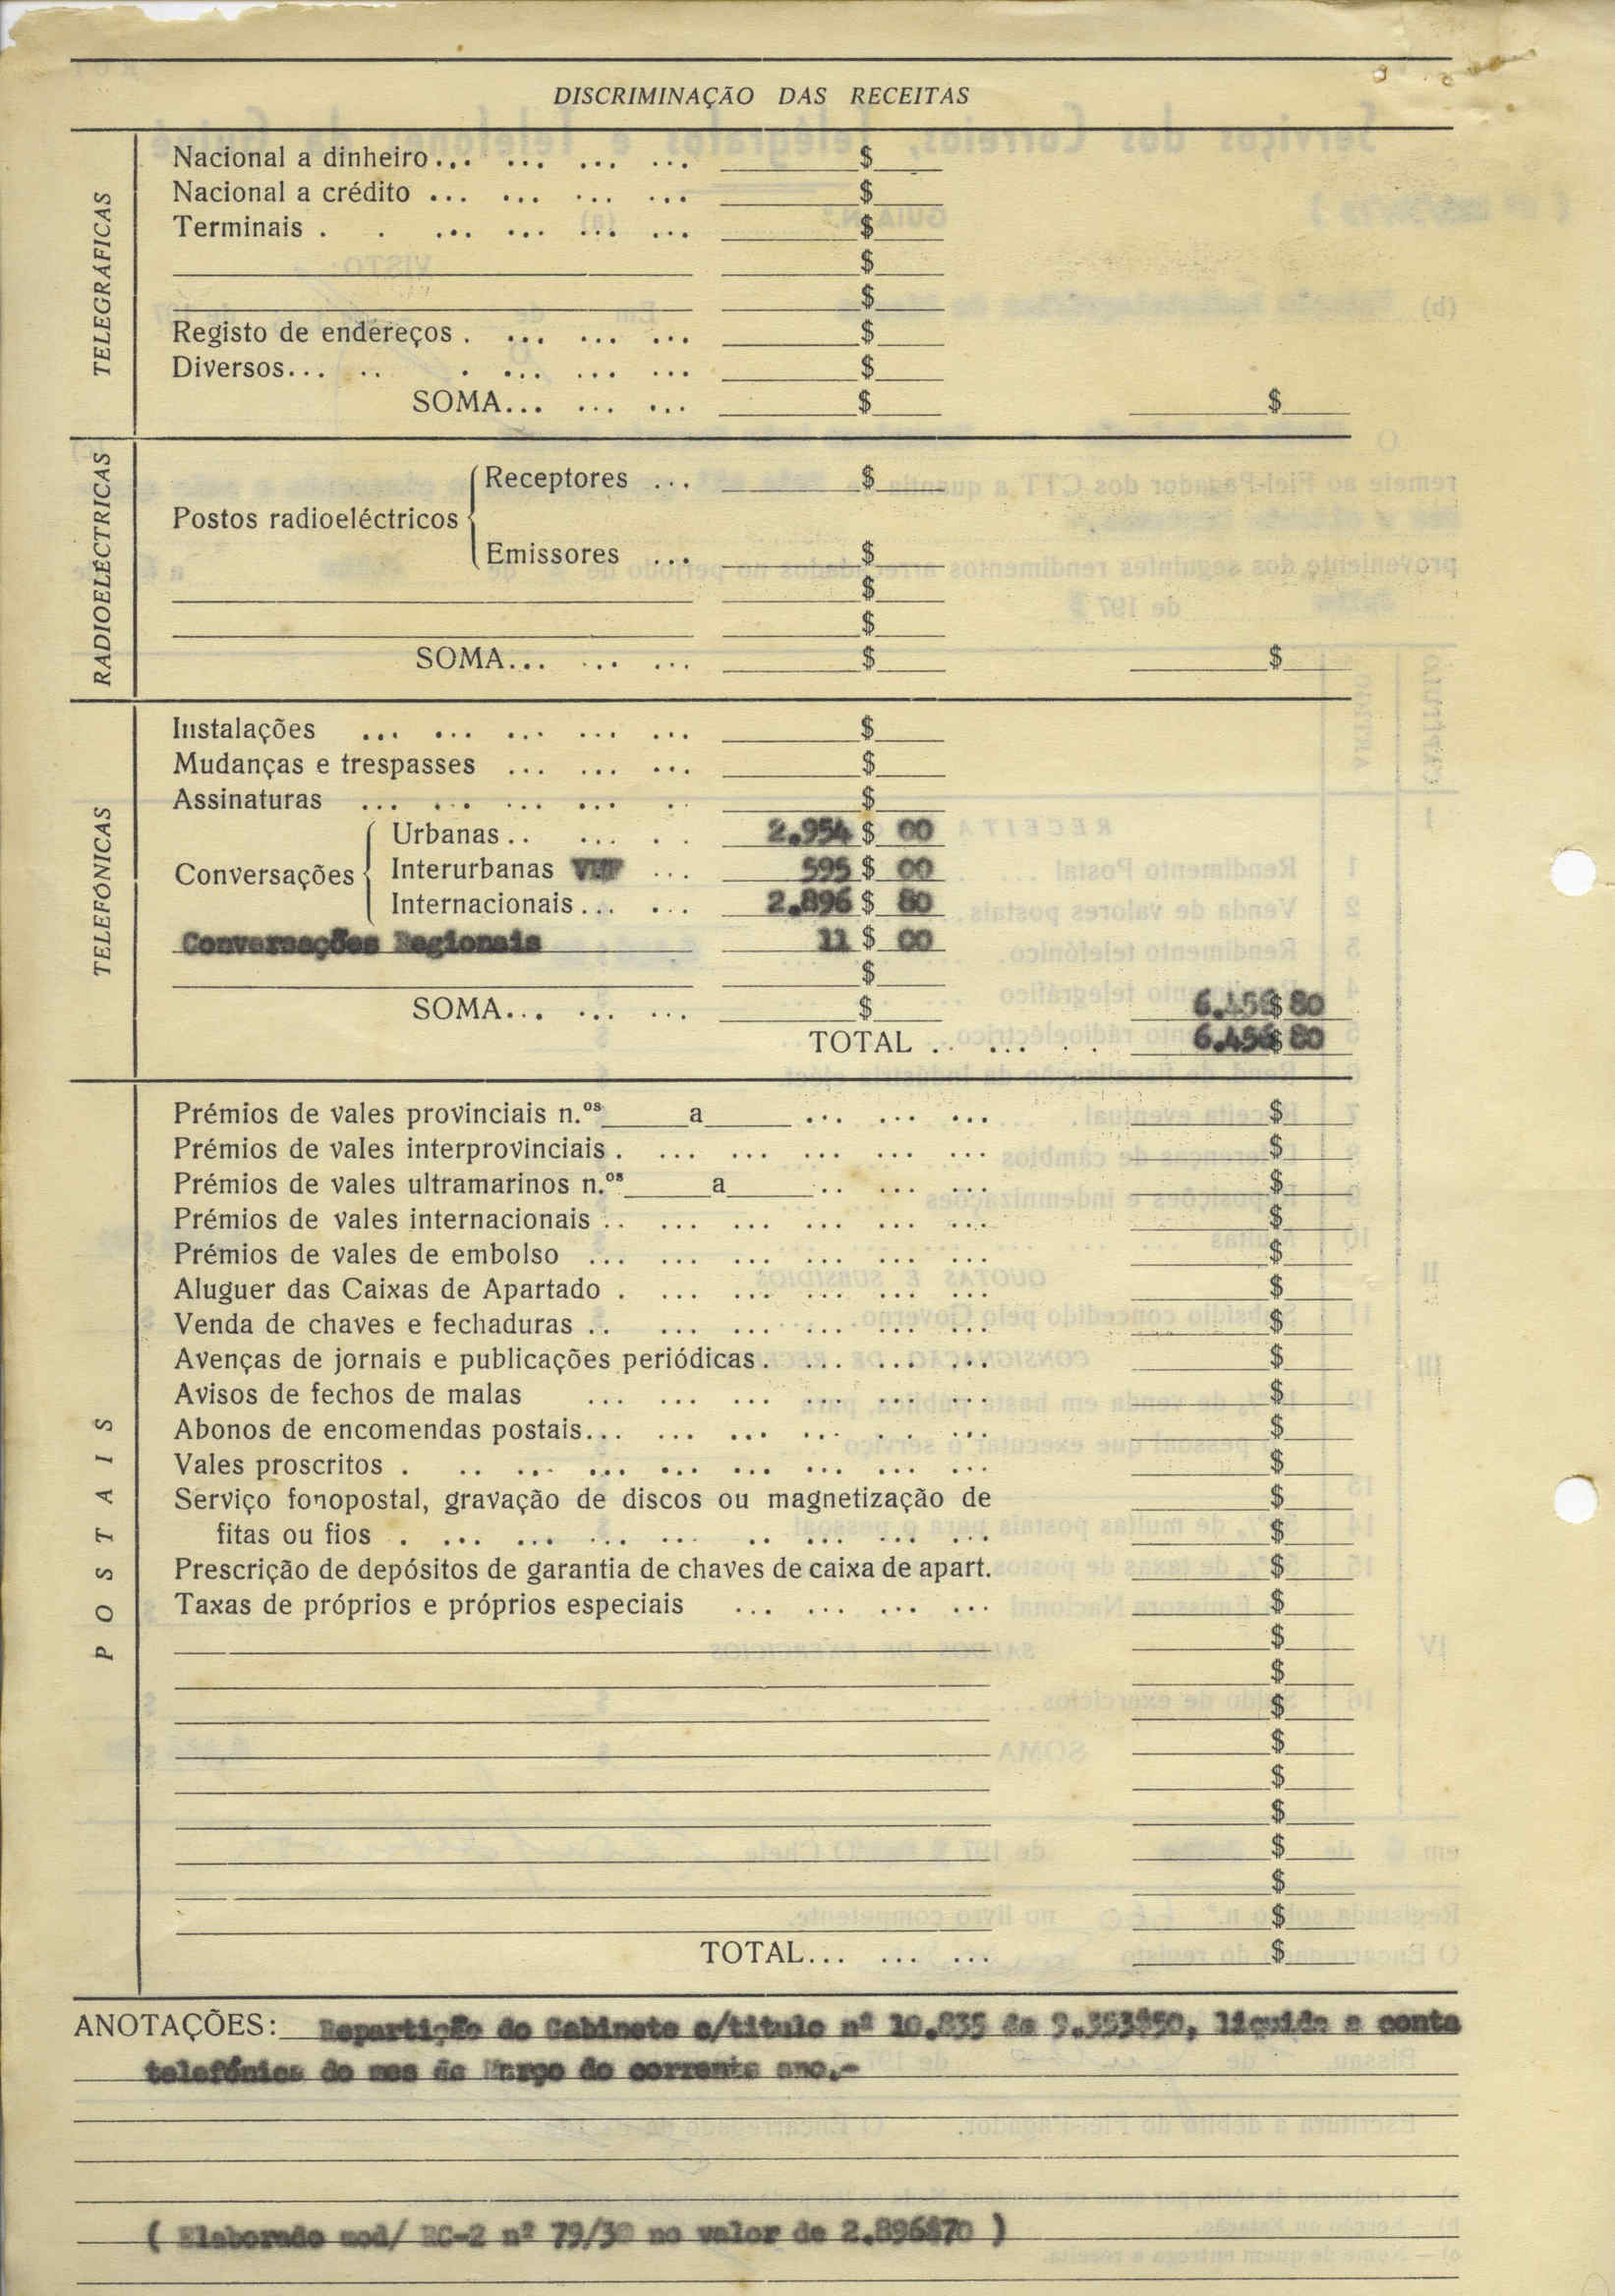 DISCRIMINAÇÃO DAS RECEITAS
TELEGRÁFICAS
Nacional a dinheiro... ... ... ... $
Nacional a crédito ... ... ... ... $
Terminais . . ... ... ... ... $
$
$
Registo de endereços . ... ... ... $
Diversos... .. . ... ... ... $
SOMA... ... ... $ $
RADIOELÉCTRICAS
Postos radioeléctricos
Receptores ... $
Emissores ... $
$
$
SOMA... ... ... $ $
TELEFÓNICAS
Instalações ... ... ... ... ... $
Mudanças e trespasses ... ... ... $
Assinaturas ... ... ... ... .. $
Conversações
Urbanas .. ... . . 2.954 $ 00
Interurbanas VHF ... 595 $ 00
Internacionais ... ... 2.896 $ 80
Conversações Regionais 11 $ 00
$
SOMA... ... ... $ 6.456$80
TOTAL .. ... . . 6.456$80
POSTAIS
Prémios de vales provinciais n.os a ... ... ... $
Prémios de vales interprovinciais . ... ... ... ... ... $
Prémios de vales ultramarinos n.os a .. ... ... $
Prémios de vales internacionais .. ... ... ... ... ... $
Prémios de vales de embolso ... ... ... ... ... ... $
Aluguer das Caixas de Apartado . ... ... ... ... ... $
Venda de chaves e fechaduras .. ... ... ... ... ... $
Avenças de jornais e publicações periódicas. ... ... ... $
Avisos de fechos de malas ... ... ... ... ... ... $
Abonos de encomendas postais... ... ... ... . . ... $
Vales proscritos . .. ... ... ... ... ... ... ... $
Serviço fonopostal, gravação de discos ou magnetização de $
fitas ou fios . ... ... ... ... .. ... ... ... $
Prescrição de depósitos de garantia de chaves de caixa de apart. $
Taxas de próprios e próprios especiais ... ... ... ... $
$
$
$
$
$
$
$
$
$
TOTAL... ... ... $
ANOTAÇÕES: Repartição do Gabinete c/titulo nº 10.835 de 9.353$50, liquida a conta
telefónica do mes de Março do corrente ano.-
( Elaborado mod/ RC-2 nº 79/30 no valor de 2.896$70 )